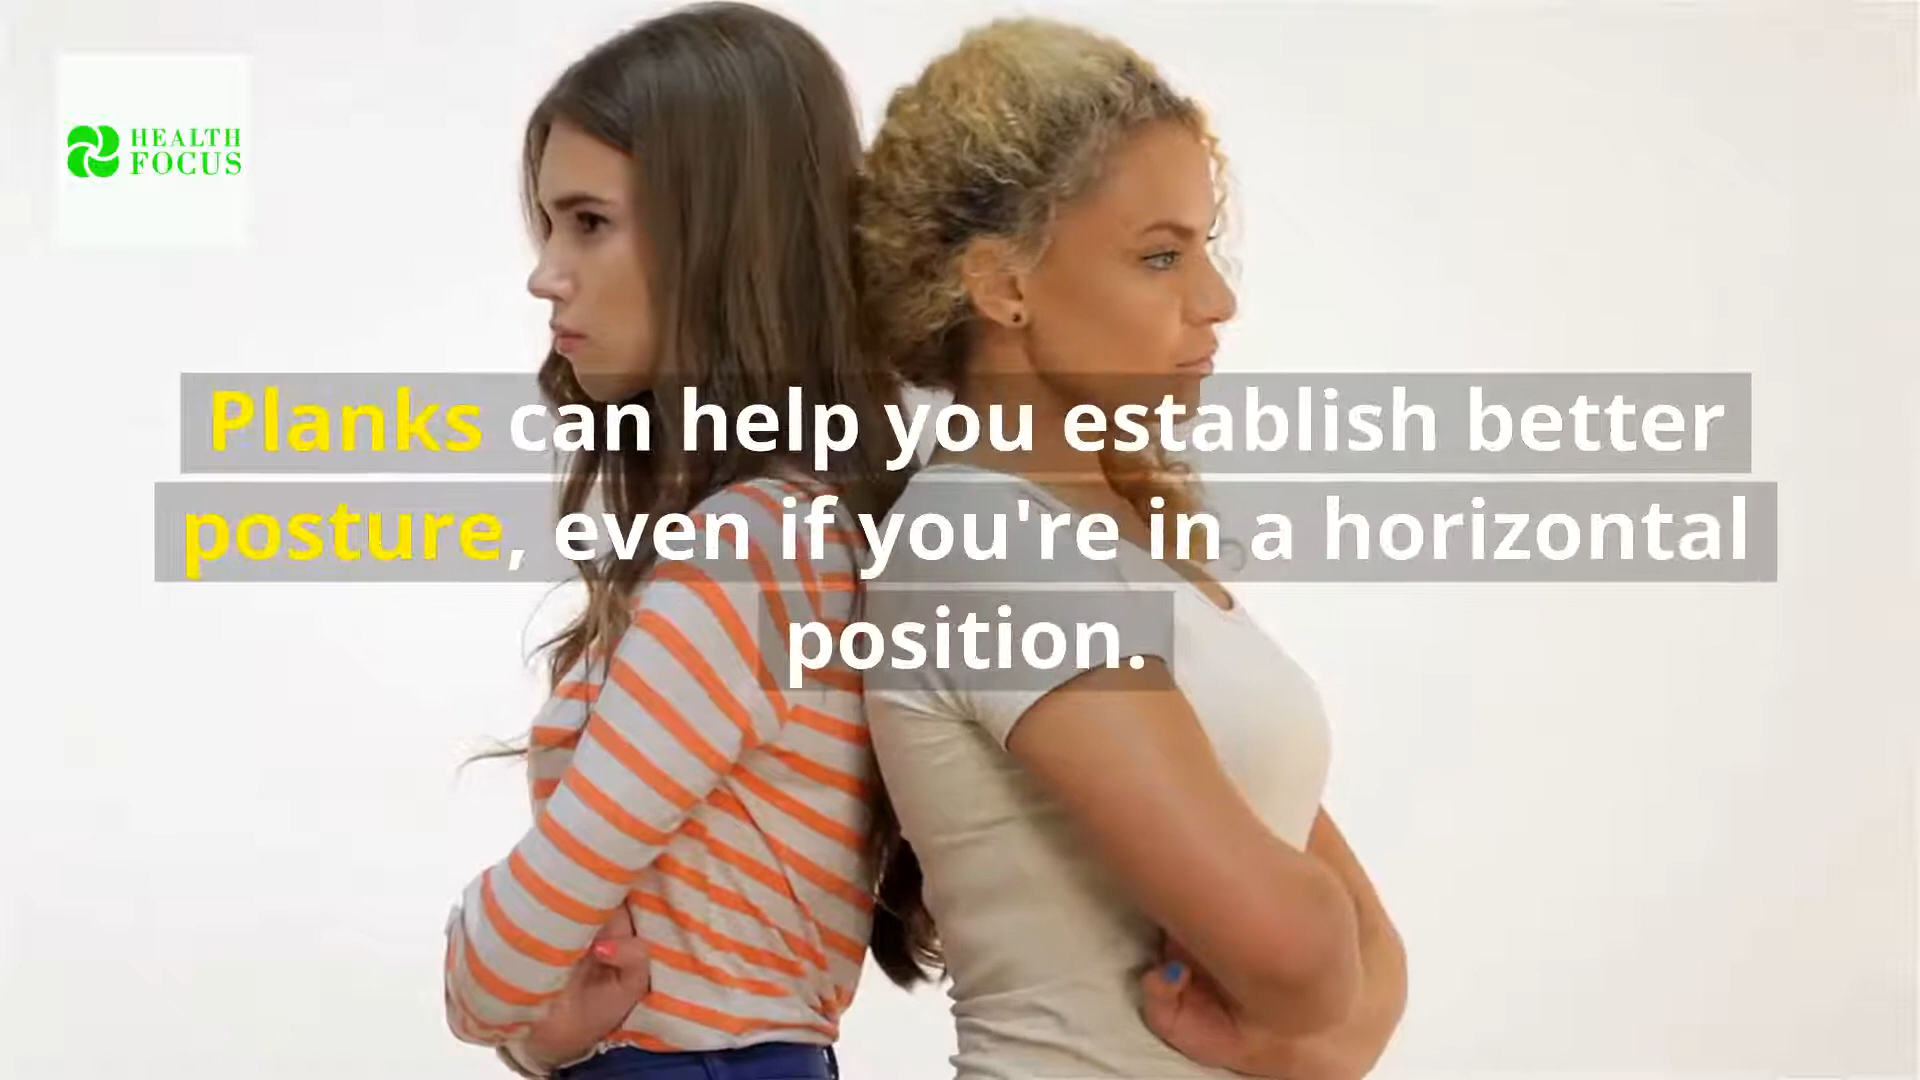 HEALTH
FOCUS
Planks can help you establish better
posture, even if you're in a horizontal
position.